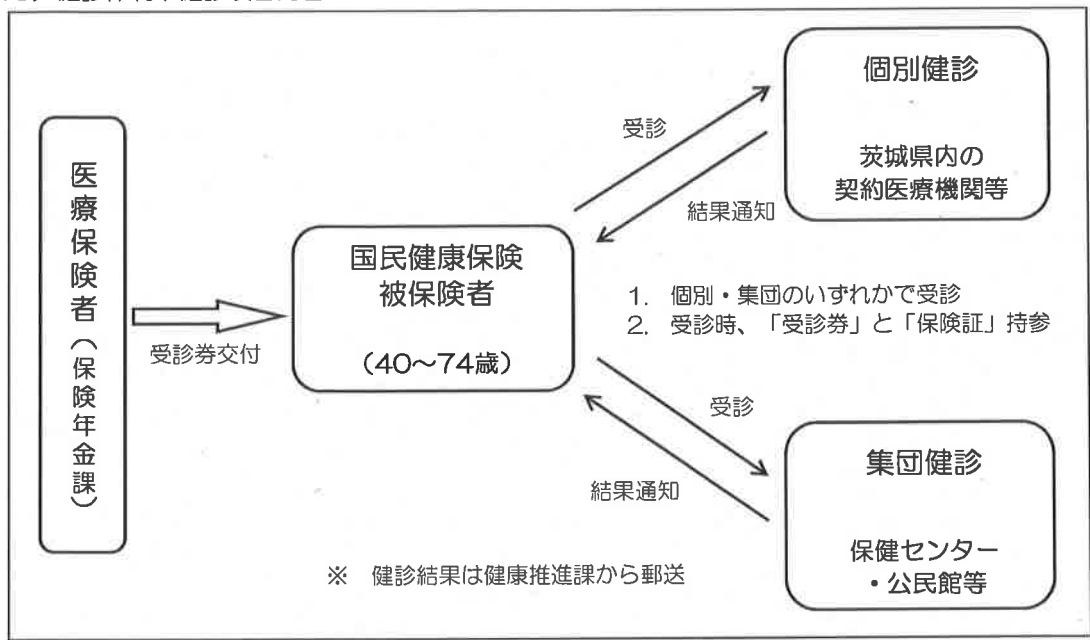 医療保険者（保険年金課）
受診券交付
国民健康保険
被保険者
（40～74歳）
受診
結果通知
個別健診
茨城県内の
契約医療機関等
1. 個別・集団のいずれかで受診
2. 受診時、「受診券」と「保険証」持参
受診
結果通知
集団健診
保健センター
・公民館等
※ 健診結果は健康推進課から郵送